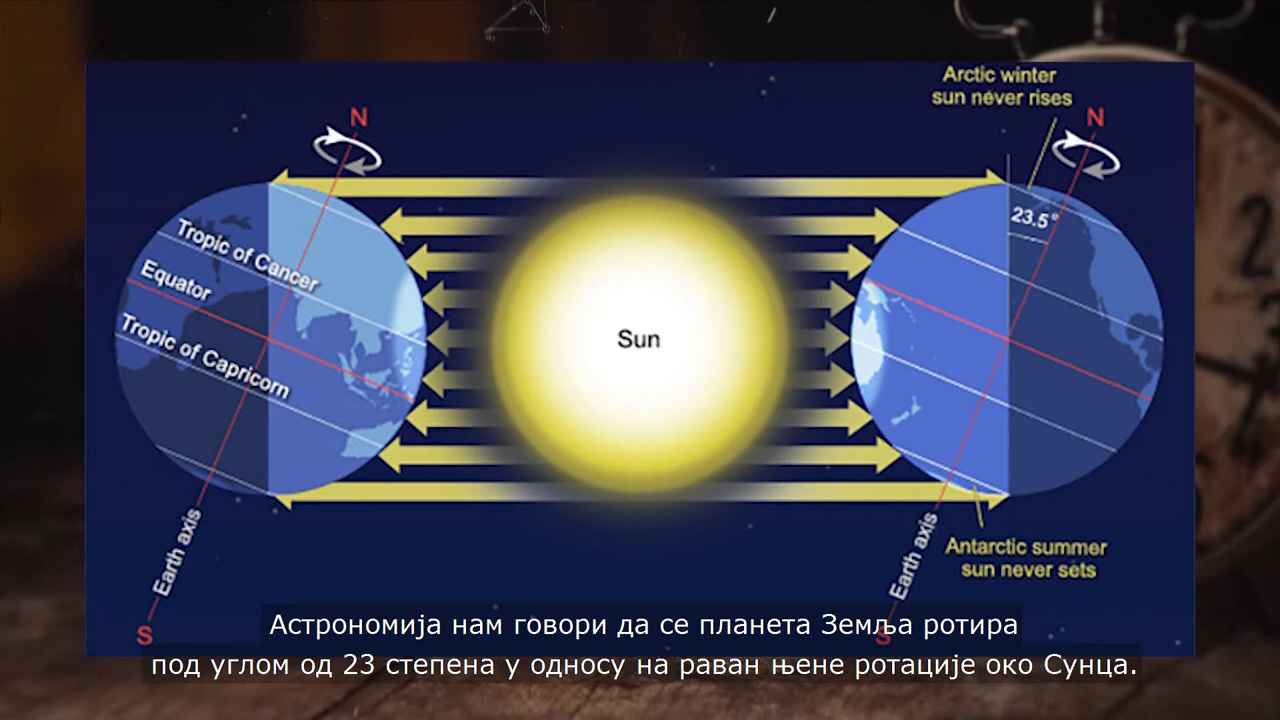 Arctic winter
sun never rises
N
N
23.5°
Tropic of Cancer
Equator
Tropic of Capricorn
Sun
Earth axis
Earth axis
Antarctic summer
sun never sets
S
S
Астрономија нам говори да се планета Земља ротира
под углом од 23 степена у односу на раван њене ротације око Сунца.